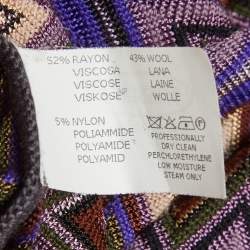 52% RAYON 43% WOOL
VISCOSA LANA
VISCOSE LAINE
VISKOSE WOLLE
5% NYLON
POLIAMMIDE
POLYAMIDE
POLYAMID
PROFESSIONALLY
DRY CLEAN
PERCHLORETHYLENE
LOW MOISTURE
STEAM ONLY